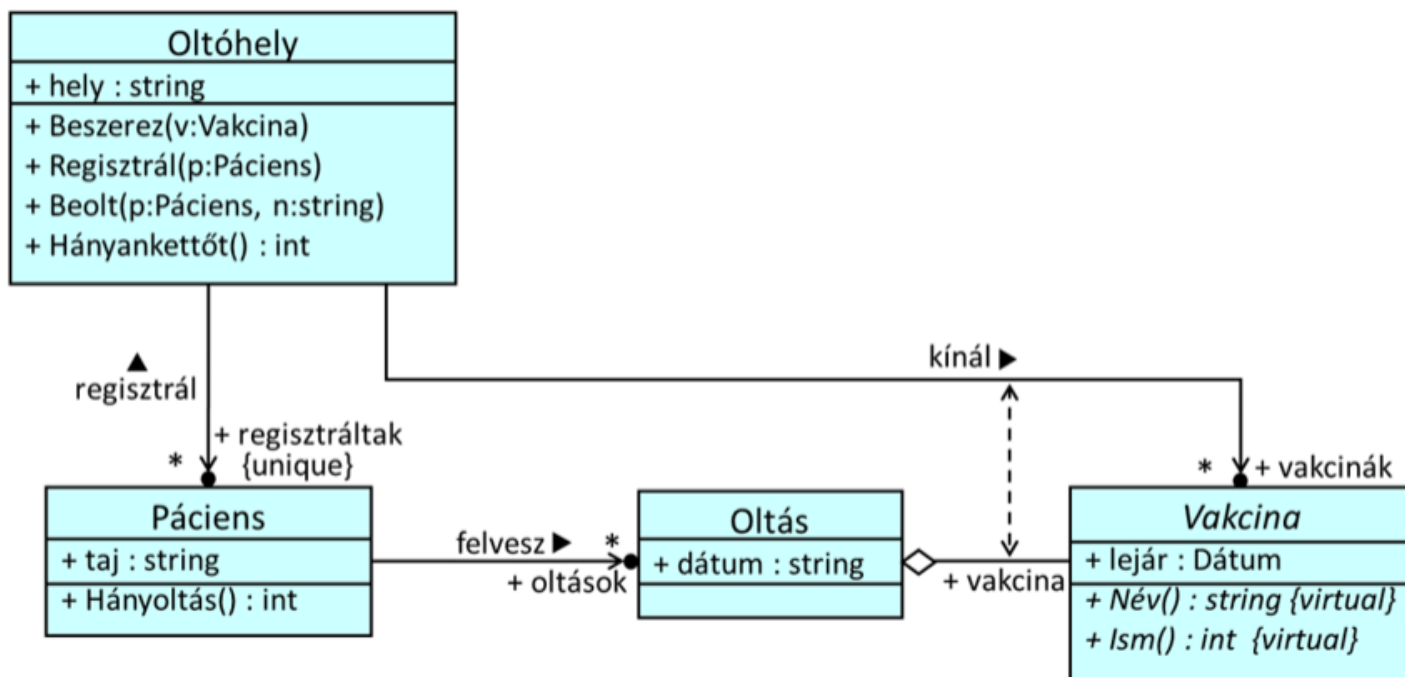 Oltóhely
+ hely : string
+ Beszerez(v:Vakcina)
+ Regisztrál(p:Páciens)
+ Beolt(p:Páciens, n:string)
+ Hányankettőt() : int
regisztrál
kínál
+ regisztráltak
* {unique}
* + vakcinák
Páciens
+ taj : string
+ Hányoltás() : int
felvesz *
+ oltások
Oltás
+ dátum : string
+ vakcina
Vakcina
+ lejár : Dátum
+ Név() : string {virtual}
+ Ism() : int {virtual}